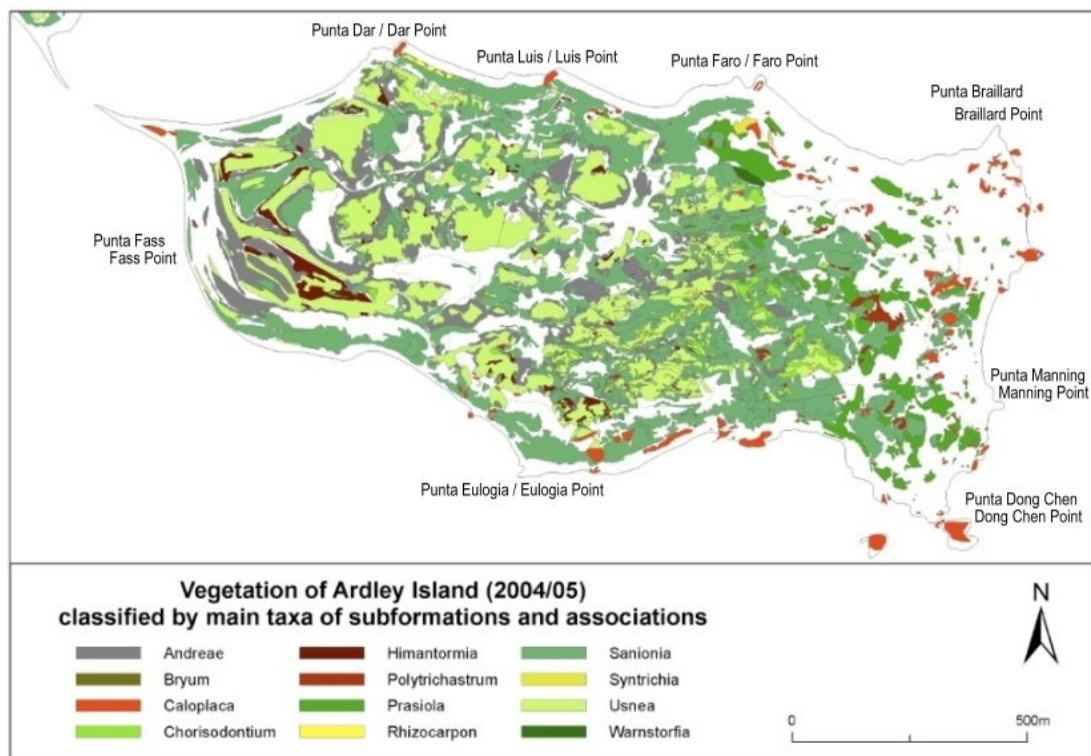 Punta Dar / Dar Point
Punta Luis / Luis Point
Punta Faro / Faro Point
Punta Braillard
Braillard Point
Punta Fass
Fass Point
Punta Manning
Manning Point
Punta Eulogia / Eulogia Point
Punta Dong Chen
Dong Chen Point
Vegetation of Ardley Island (2004/05)
classified by main taxa of subformations and associations
Andreae
Himantormia
Sanionia
Bryum
Polytrichastrum
Syntrichia
Caloplaca
Prasiola
Usnea
Chorisodontium
Rhizocarpon
Warnstorfia
N
0
500m